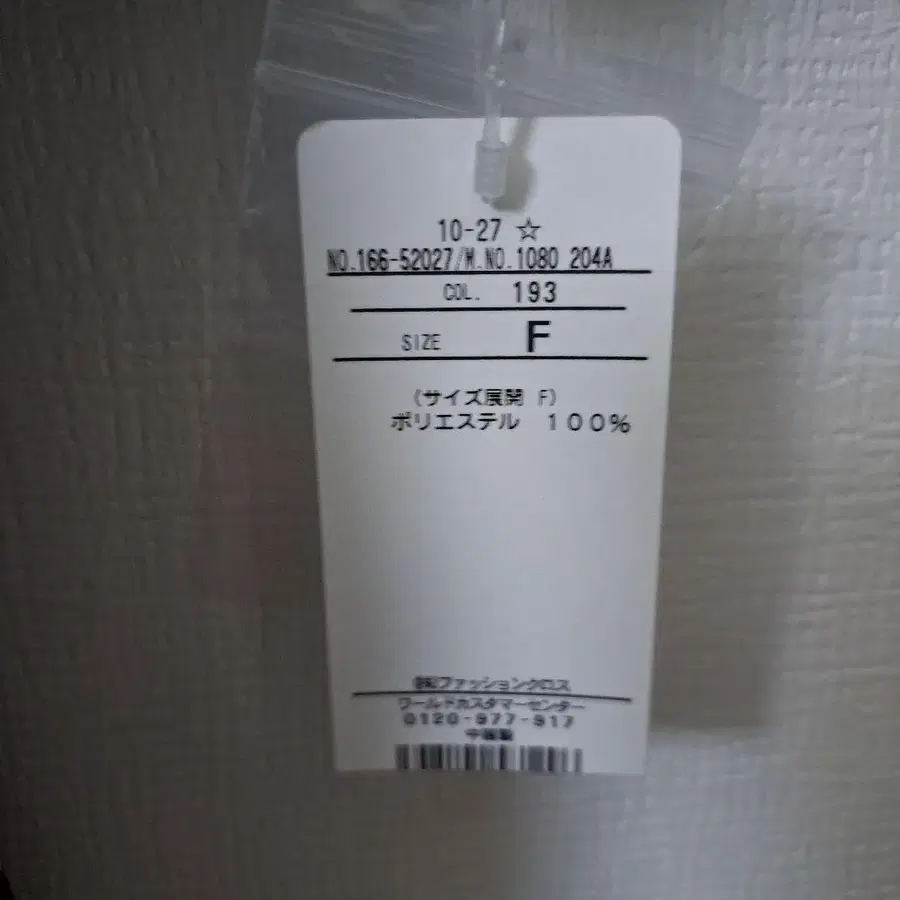 10-27 ☆
NO.166-52027/M.NO.1080 204A
COL. 193
SIZE F
(サイズ展開 F)
ポリエステル 100%
㈱ファッションクロス
ワールドカスタマーセンター
0120-977-917
中国製